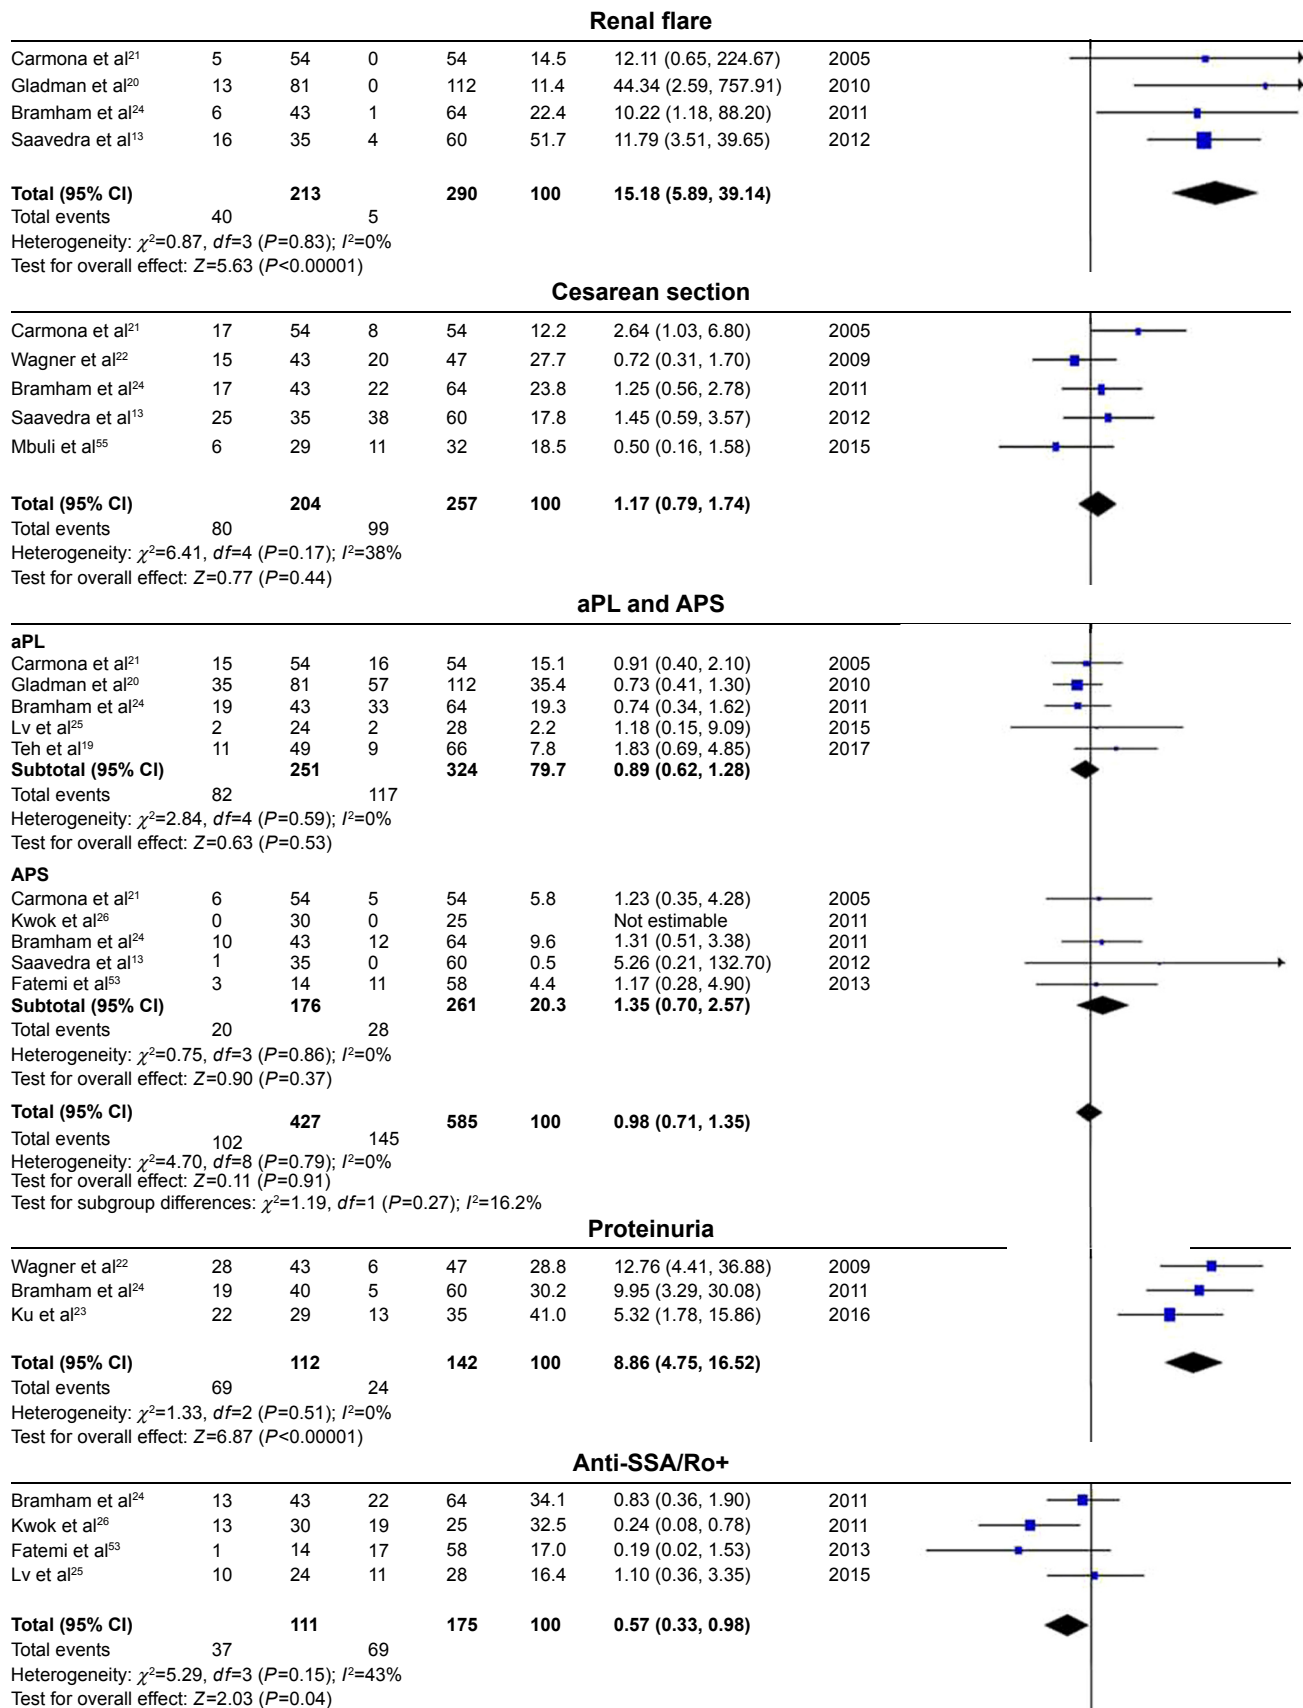 Renal flare
Carmona et al21 5 54 0 54 14.5 12.11 (0.65, 224.67) 2005
Gladman et al20 13 81 0 112 11.4 44.34 (2.59, 757.91) 2010
Bramham et al24 6 43 1 64 22.4 10.22 (1.18, 88.20) 2011
Saavedra et al13 16 35 4 60 51.7 11.79 (3.51, 39.65) 2012
Total (95% CI) 213 290 100 15.18 (5.89, 39.14)
Total events 40 5
Heterogeneity: χ2=0.87, df=3 (P=0.83); I2=0%
Test for overall effect: Z=5.63 (P<0.00001)
Cesarean section
Carmona et al21 17 54 8 54 12.2 2.64 (1.03, 6.80) 2005
Wagner et al22 15 43 20 47 27.7 0.72 (0.31, 1.70) 2009
Bramham et al24 17 43 22 64 23.8 1.25 (0.56, 2.78) 2011
Saavedra et al13 25 35 38 60 17.8 1.45 (0.59, 3.57) 2012
Mbuli et al55 6 29 11 32 18.5 0.50 (0.16, 1.58) 2015
Total (95% CI) 204 257 100 1.17 (0.79, 1.74)
Total events 80 99
Heterogeneity: χ2=6.41, df=4 (P=0.17); I2=38%
Test for overall effect: Z=0.77 (P=0.44)
aPL and APS
aPL
Carmona et al21 15 54 16 54 15.1 0.91 (0.40, 2.10) 2005
Gladman et al20 35 81 57 112 35.4 0.73 (0.41, 1.30) 2010
Bramham et al24 19 43 33 64 19.3 0.74 (0.34, 1.62) 2011
Lv et al25 2 24 2 28 2.2 1.18 (0.15, 9.09) 2015
Teh et al19 11 49 9 66 7.8 1.83 (0.69, 4.85) 2017
Subtotal (95% CI) 251 324 79.7 0.89 (0.62, 1.28)
Total events 82 117
Heterogeneity: χ2=2.84, df=4 (P=0.59); I2=0%
Test for overall effect: Z=0.63 (P=0.53)
APS
Carmona et al21 6 54 5 54 5.8 1.23 (0.35, 4.28) 2005
Kwok et al26 0 30 0 25 Not estimable 2011
Bramham et al24 10 43 12 64 9.6 1.31 (0.51, 3.38) 2011
Saavedra et al13 1 35 0 60 0.5 5.26 (0.21, 132.70) 2012
Fatemi et al53 3 14 11 58 4.4 1.17 (0.28, 4.90) 2013
Subtotal (95% CI) 176 261 20.3 1.35 (0.70, 2.57)
Total events 20 28
Heterogeneity: χ2=0.75, df=3 (P=0.86); I2=0%
Test for overall effect: Z=0.90 (P=0.37)
Total (95% CI) 427 585 100 0.98 (0.71, 1.35)
Total events 102 145
Heterogeneity: χ2=4.70, df=8 (P=0.79); I2=0%
Test for overall effect: Z=0.11 (P=0.91)
Test for subgroup differences: χ2=1.19, df=1 (P=0.27); I2=16.2%
Proteinuria
Wagner et al22 28 43 6 47 28.8 12.76 (4.41, 36.88) 2009
Bramham et al24 19 40 5 60 30.2 9.95 (3.29, 30.08) 2011
Ku et al23 22 29 13 35 41.0 5.32 (1.78, 15.86) 2016
Total (95% CI) 112 142 100 8.86 (4.75, 16.52)
Total events 69 24
Heterogeneity: χ2=1.33, df=2 (P=0.51); I2=0%
Test for overall effect: Z=6.87 (P<0.00001)
Anti-SSA/Ro+
Bramham et al24 13 43 22 64 34.1 0.83 (0.36, 1.90) 2011
Kwok et al26 13 30 19 25 32.5 0.24 (0.08, 0.78) 2011
Fatemi et al53 1 14 17 58 17.0 0.19 (0.02, 1.53) 2013
Lv et al25 10 24 11 28 16.4 1.10 (0.36, 3.35) 2015
Total (95% CI) 111 175 100 0.57 (0.33, 0.98)
Total events 37 69
Heterogeneity: χ2=5.29, df=3 (P=0.15); I2=43%
Test for overall effect: Z=2.03 (P=0.04)